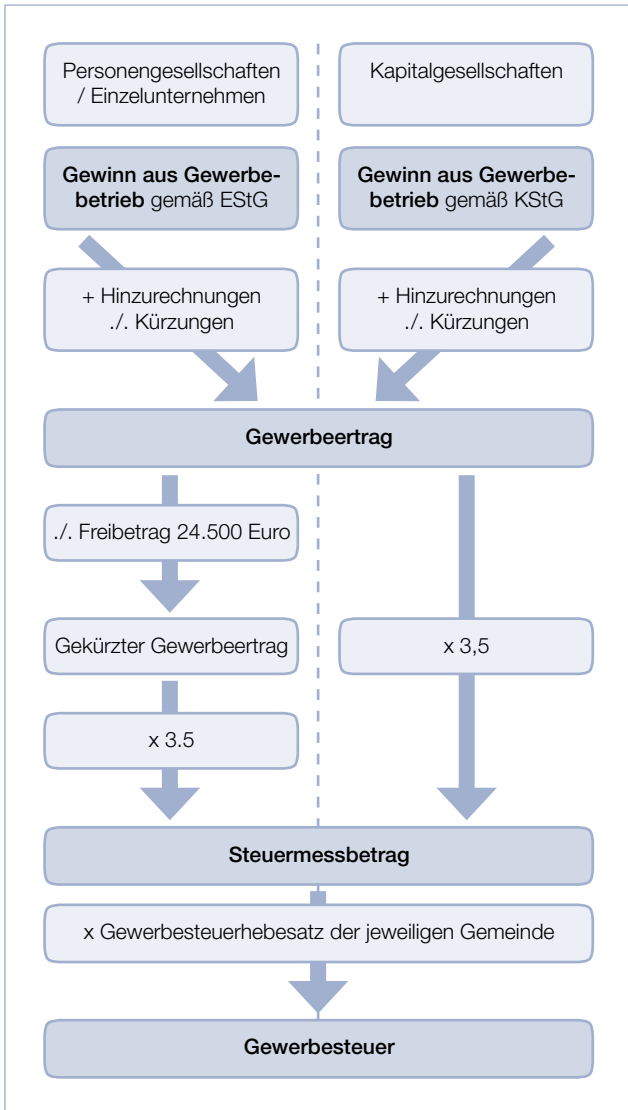 Personengesellschaften
/ Einzelunternehmen
Kapitalgesellschaften
Gewinn aus Gewerbe-
betrieb gemäß EStG
Gewinn aus Gewerbe-
betrieb gemäß KStG
+ Hinzurechnungen
./. Kürzungen
+ Hinzurechnungen
./. Kürzungen
Gewerbeertrag
./. Freibetrag 24.500 Euro
Gekürzter Gewerbeertrag
x 3,5
x 3.5
Steuermessbetrag
x Gewerbesteuerhebesatz der jeweiligen Gemeinde
Gewerbesteuer